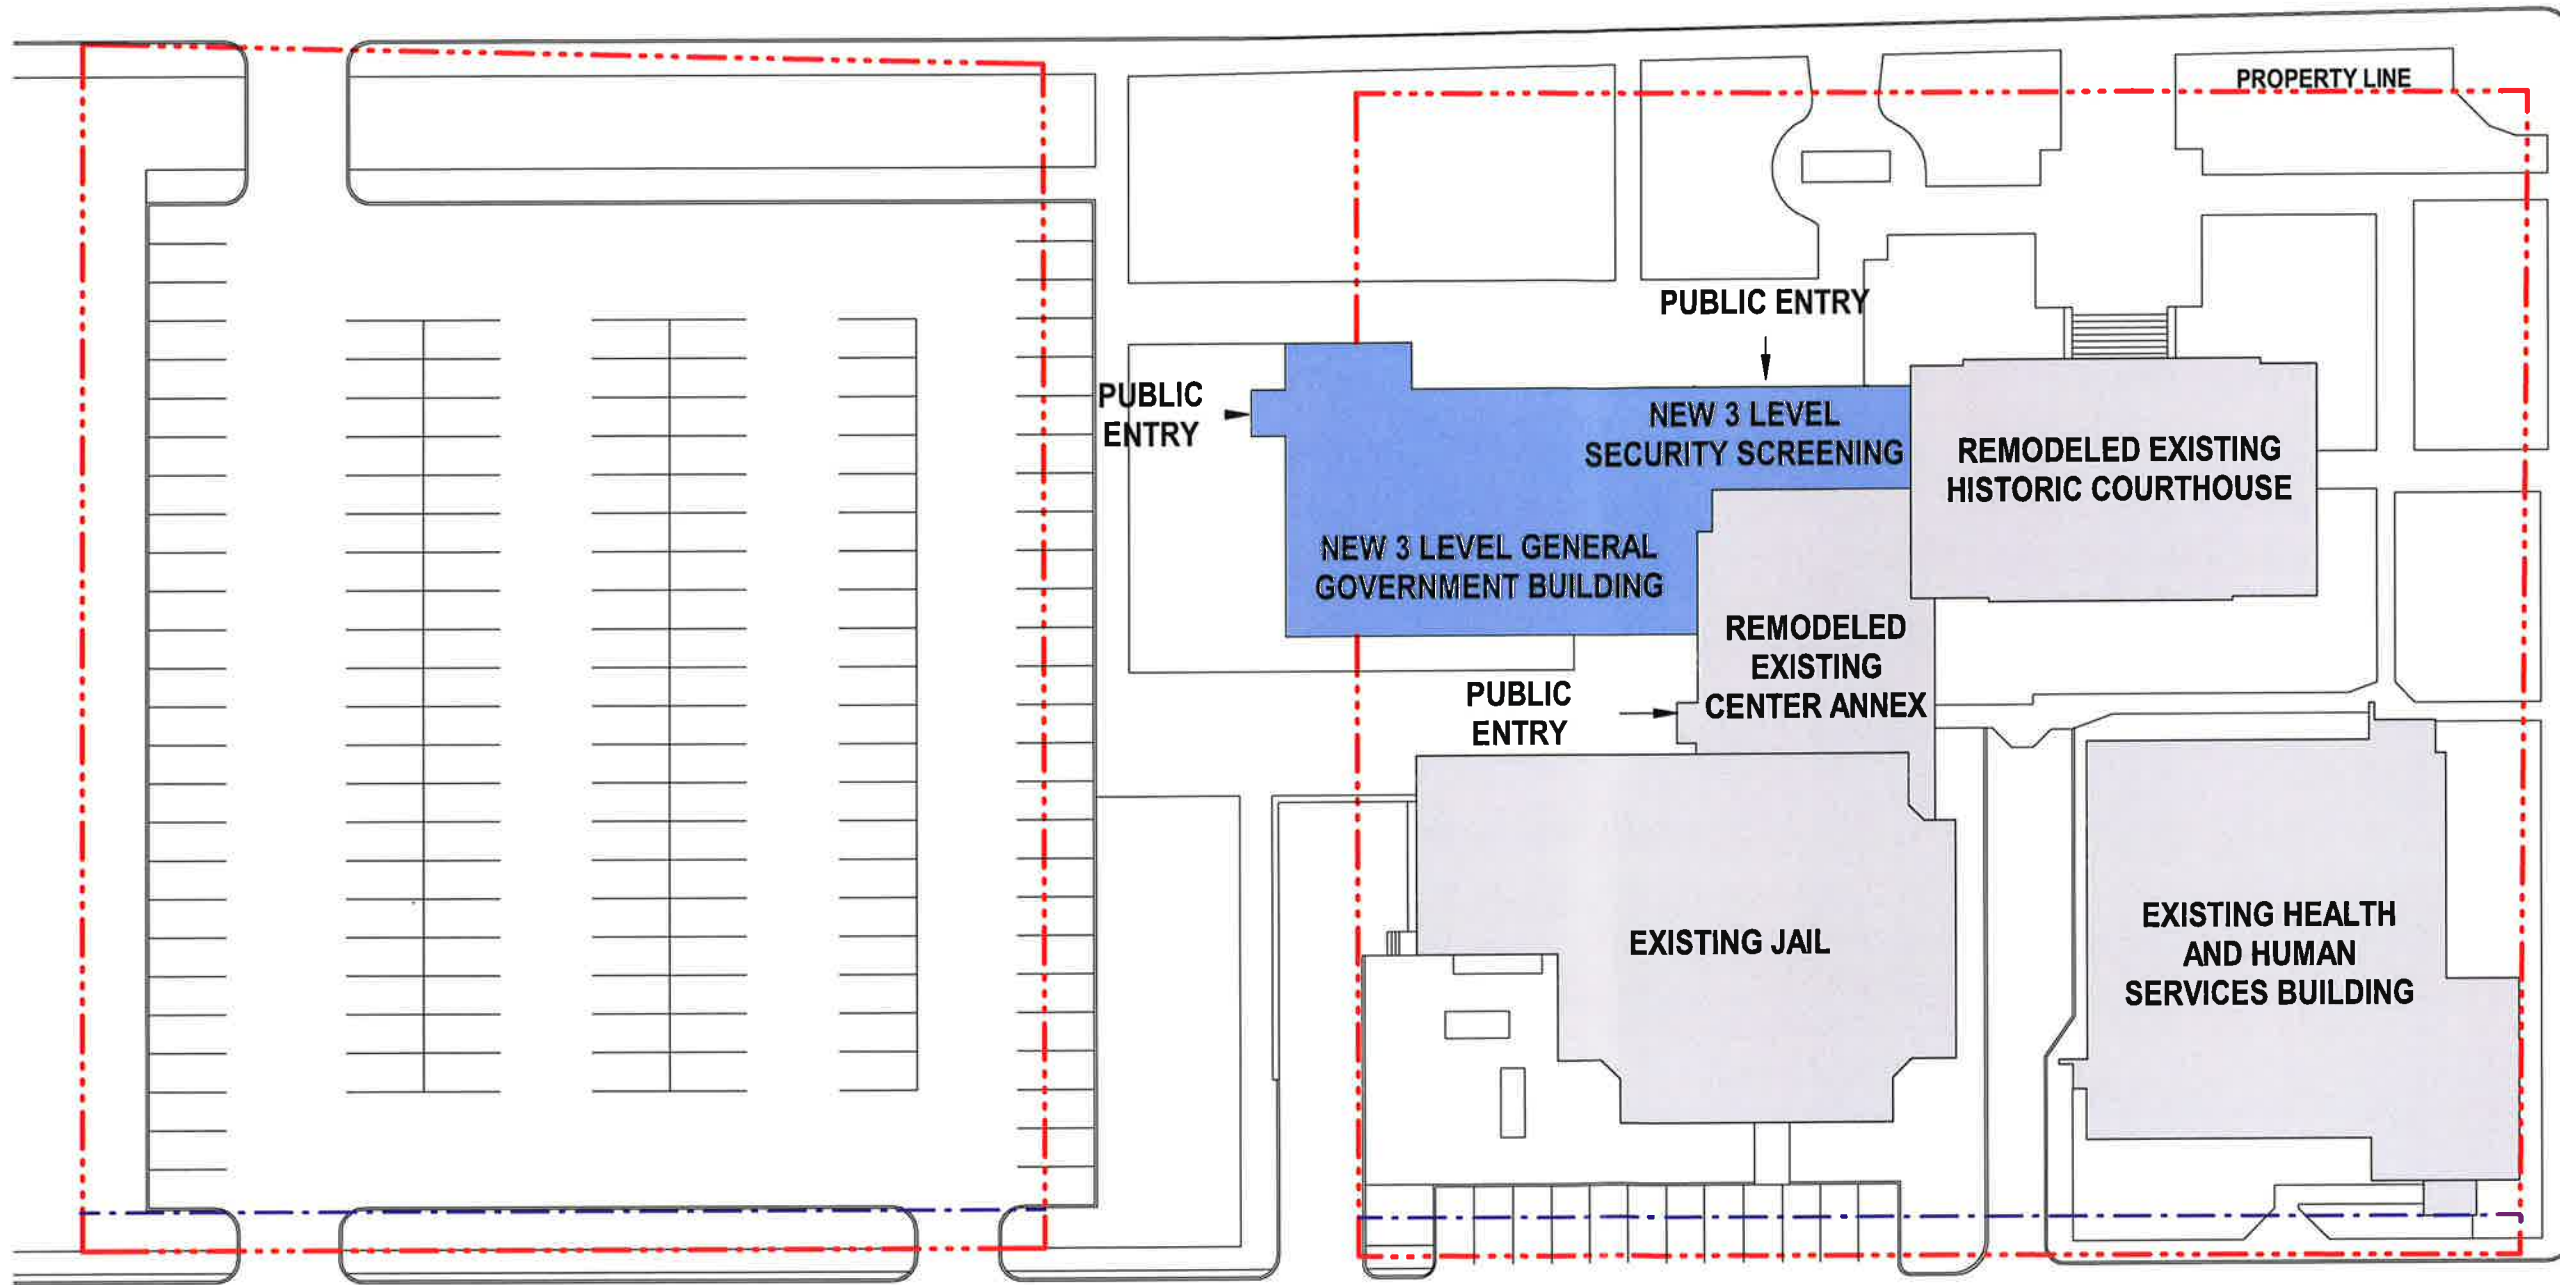 PROPERTY LINE
PUBLIC ENTRY
PUBLIC
ENTRY
NEW 3 LEVEL
SECURITY SCREENING
REMODELED EXISTING
HISTORIC COURTHOUSE
NEW 3 LEVEL GENERAL
GOVERNMENT BUILDING
REMODELED
EXISTING
CENTER ANNEX
PUBLIC
ENTRY
EXISTING JAIL
EXISTING HEALTH
AND HUMAN
SERVICES BUILDING